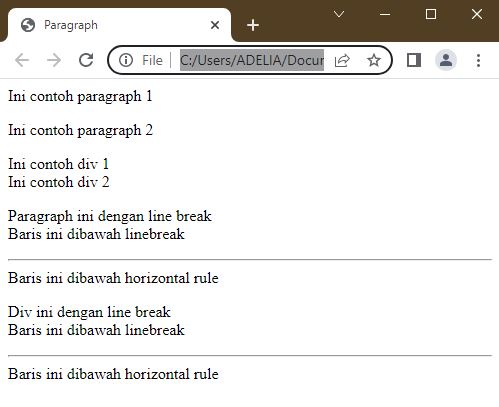 Paragraph
File
C:/Users/ADELIA/Docur
Ini contoh paragraph 1
Ini contoh paragraph 2
Ini contoh div 1
Ini contoh div 2
Paragraph ini dengan line break
Baris ini dibawah linebreak
Baris ini dibawah horizontal rule
Div ini dengan line break
Baris ini dibawah linebreak
Baris ini dibawah horizontal rule